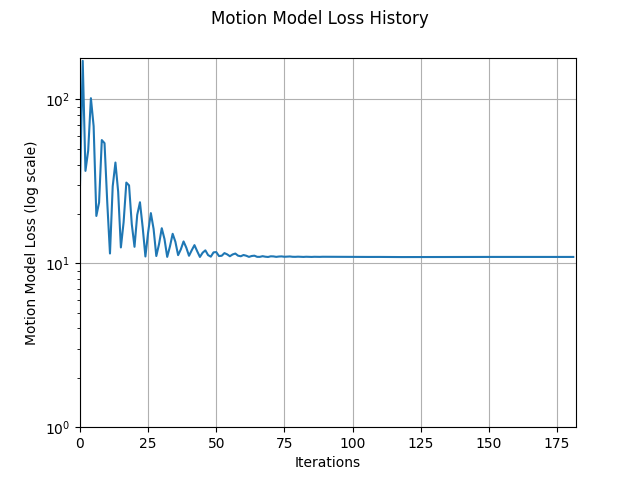 Motion Model Loss History
Motion Model Loss (log scale)
10²
10¹
10⁰
0 25 50 75 100 125 150 175
Iterations